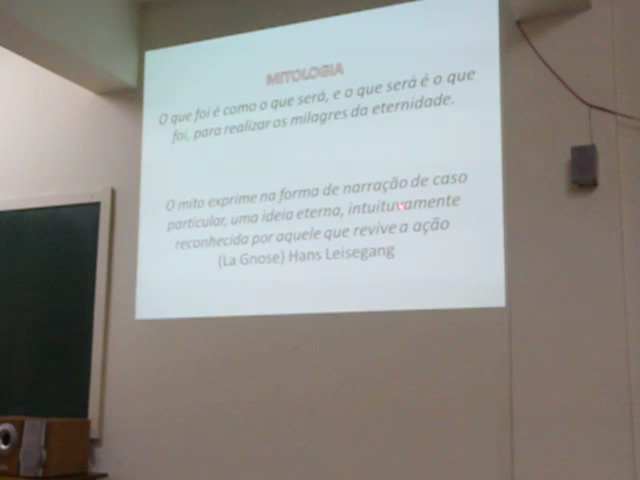 MITOLOGIA
O que foi é como o que será, e o que será é o que
foi, para realizar os milagres da eternidade.
O mito exprime na forma de narração de caso
particular, uma ideia eterna, intuituvamente
reconhecida por aquele que revive a ação
(La Gnose) Hans Leisegang